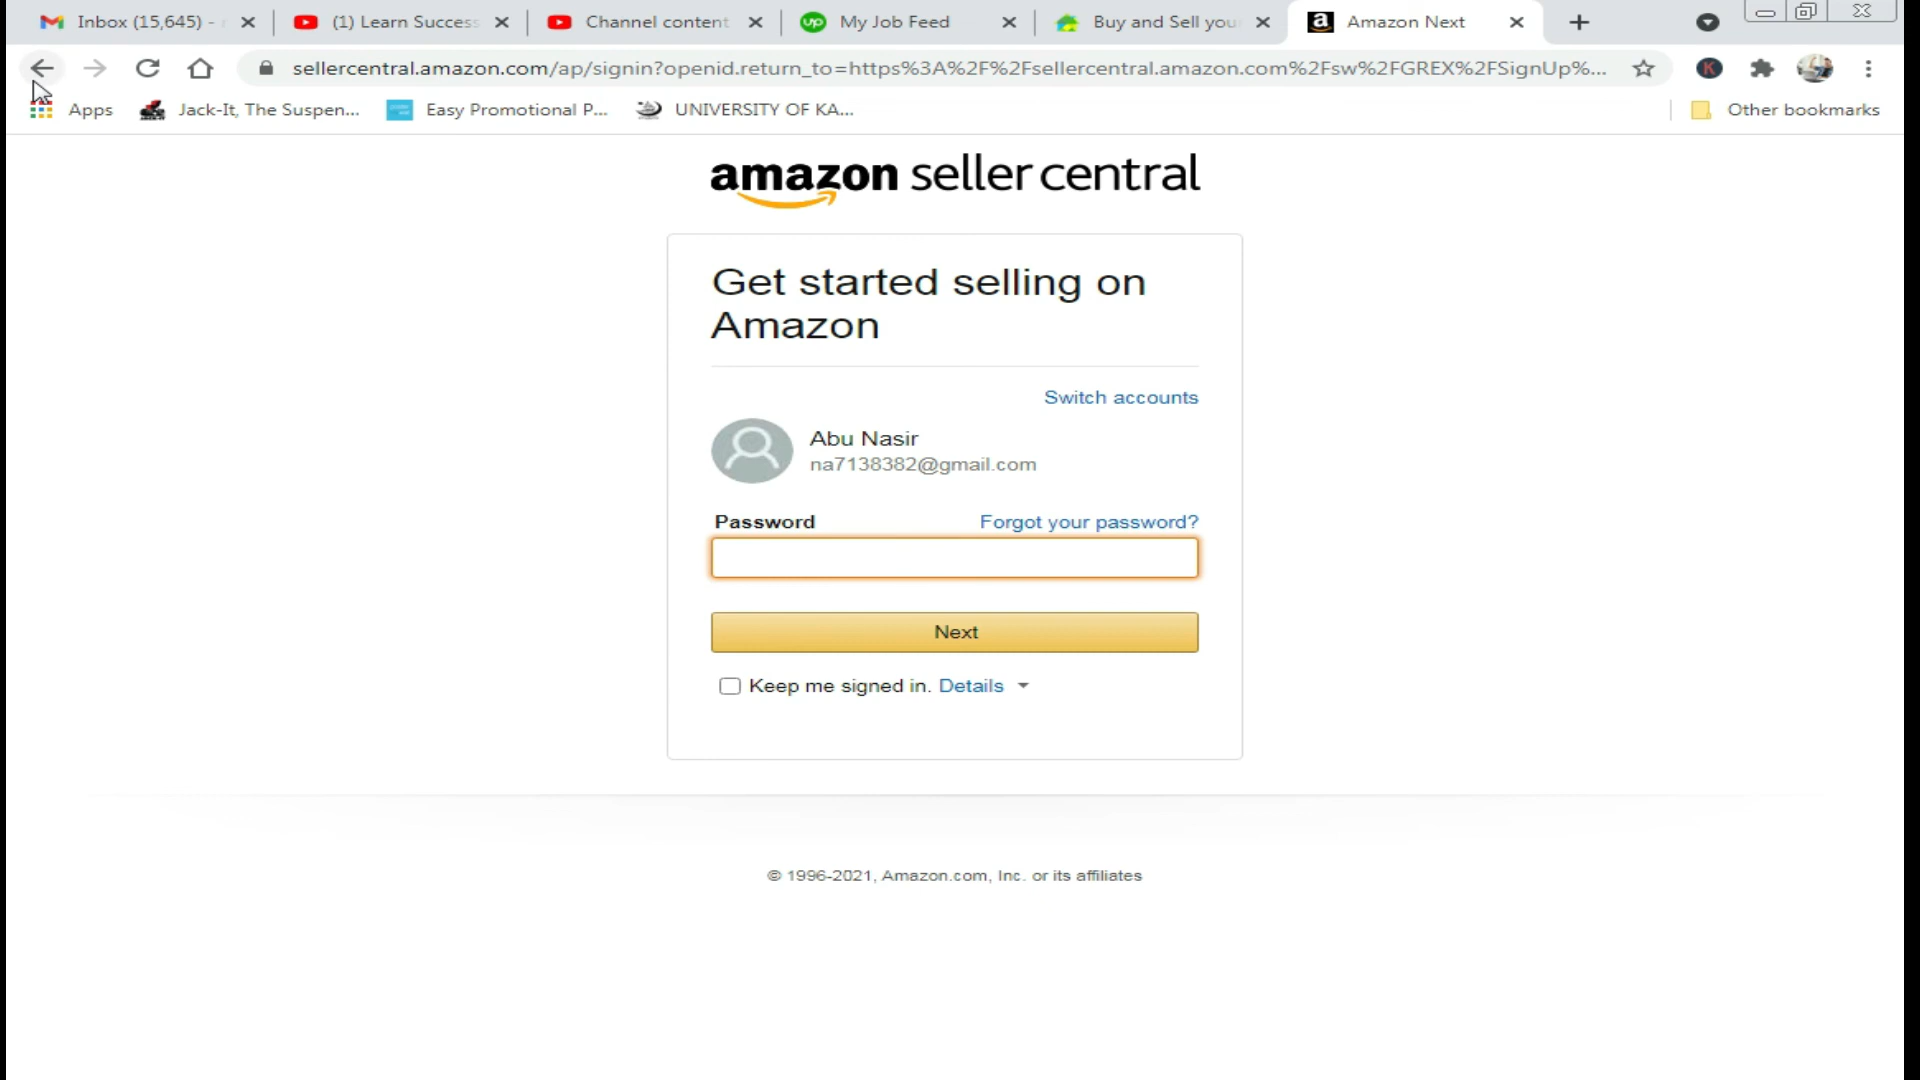 Inbox (15,645) -
(1) Learn Success
Channel content
My Job Feed
Buy and Sell you
Amazon Next
sellercentral.amazon.com/ap/signin?openid.return_to=https%3A%2F%2Fsellercentral.amazon.com%2Fsw%2FGREX%2FSignUp%...
K
Apps
Jack-It, The Suspen...
Easy Promotional P...
UNIVERSITY OF KA...
Other bookmarks
amazon seller central
Get started selling on
Amazon
Switch accounts
Abu Nasir
na7138382@gmail.com
Password
Forgot your password?
Next
Keep me signed in. Details
© 1996-2021, Amazon.com, Inc. or its affiliates